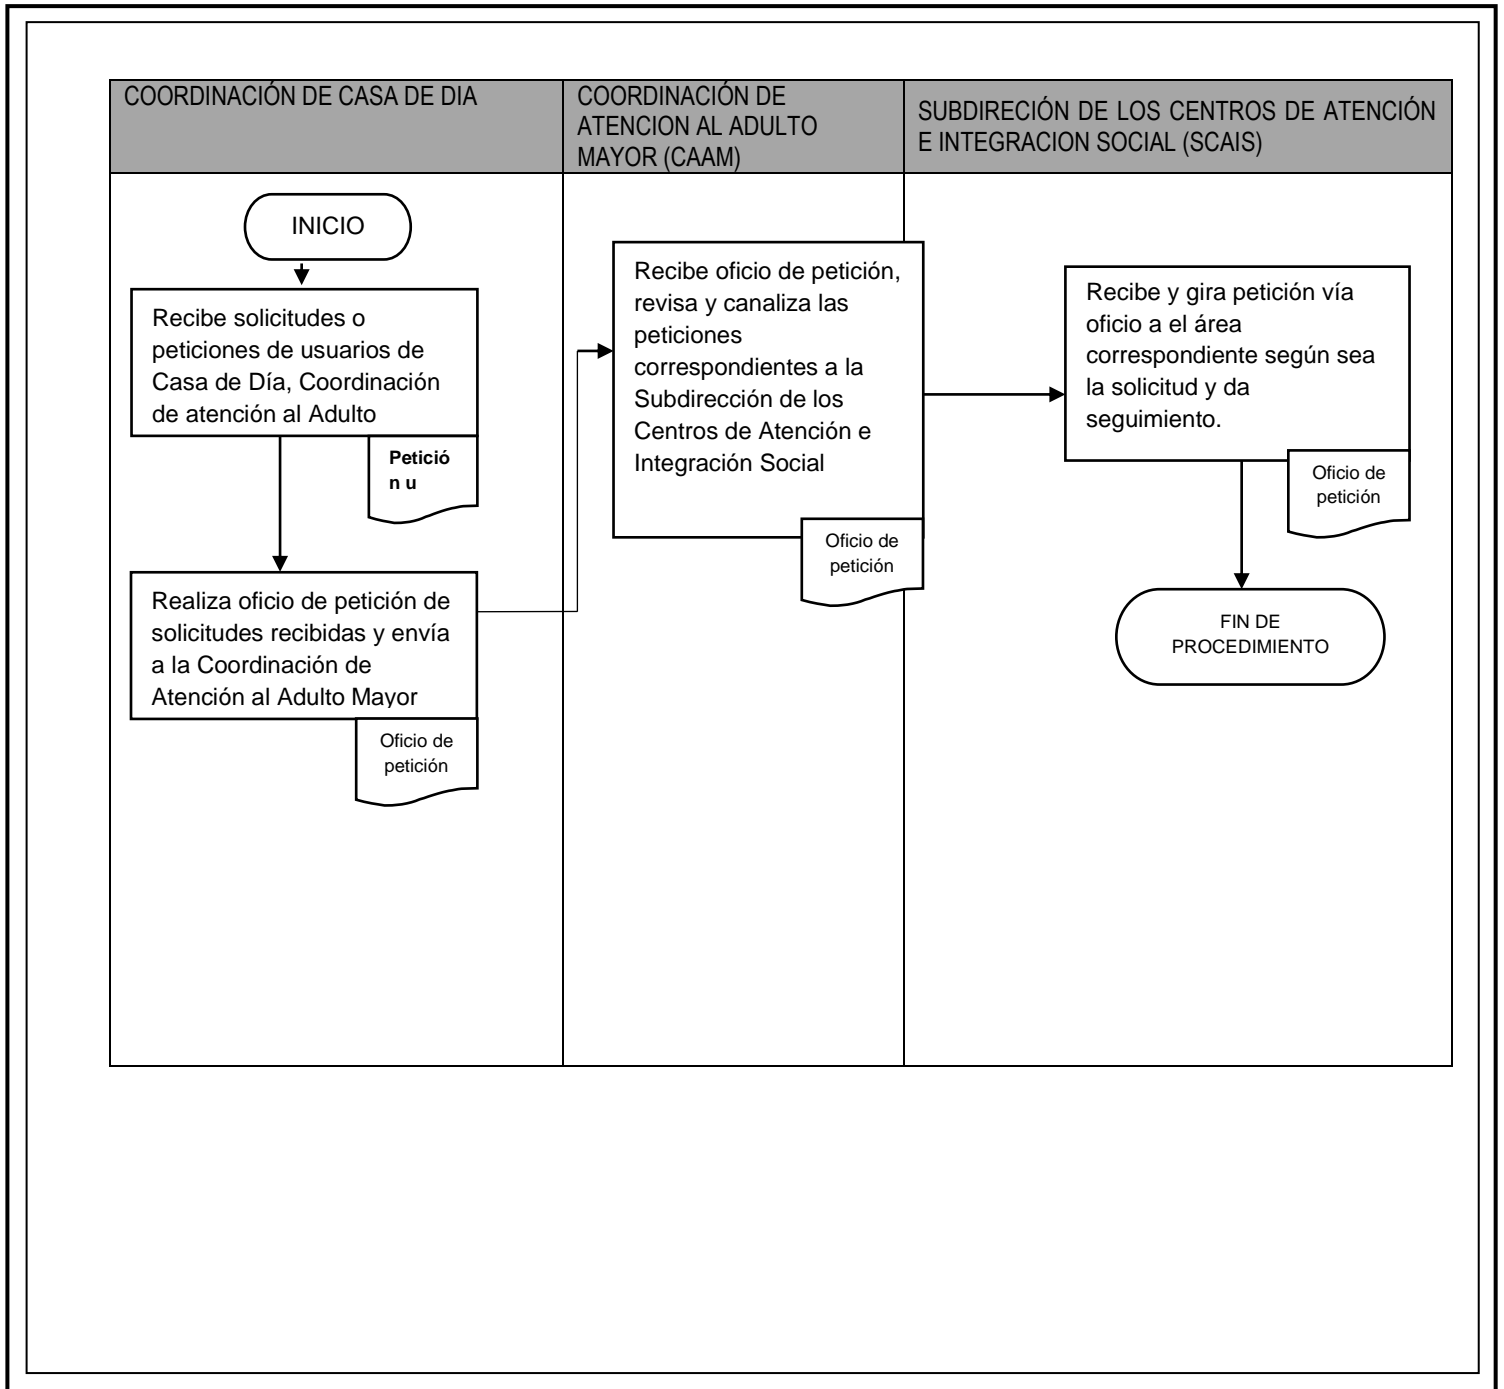 COORDINACIÓN DE CASA DE DIA
COORDINACIÓN DE
ATENCION AL ADULTO
MAYOR (CAAM)
SUBDIRECIÓN DE LOS CENTROS DE ATENCIÓN
E INTEGRACION SOCIAL (SCAIS)
INICIO
Recibe solicitudes o
peticiones de usuarios de
Casa de Día, Coordinación
de atención al Adulto
Petició
n u
Realiza oficio de petición de
solicitudes recibidas y envía
a la Coordinación de
Atención al Adulto Mayor
Oficio de
petición
Recibe oficio de petición,
revisa y canaliza las
peticiones
correspondientes a la
Subdirección de los
Centros de Atención e
Integración Social
Oficio de
petición
Recibe y gira petición vía
oficio a el área
correspondiente según sea
la solicitud y da
seguimiento.
Oficio de
petición
FIN DE
PROCEDIMIENTO